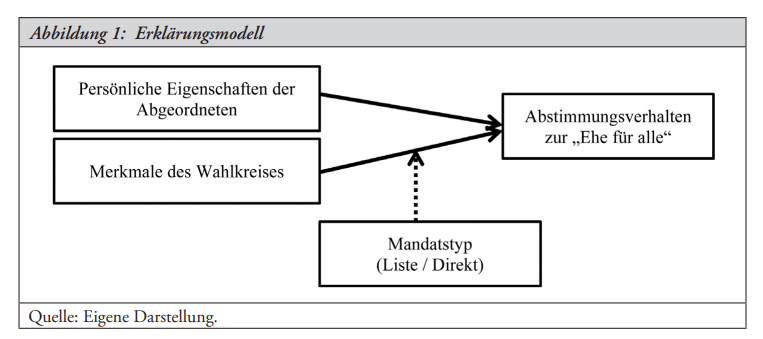 Abbildung 1: Erklärungsmodell
Persönliche Eigenschaften der
Abgeordneten
Merkmale des Wahlkreises
Abstimmungsverhalten
zur „Ehe für alle“
Mandatstyp
(Liste / Direkt)
Quelle: Eigene Darstellung.